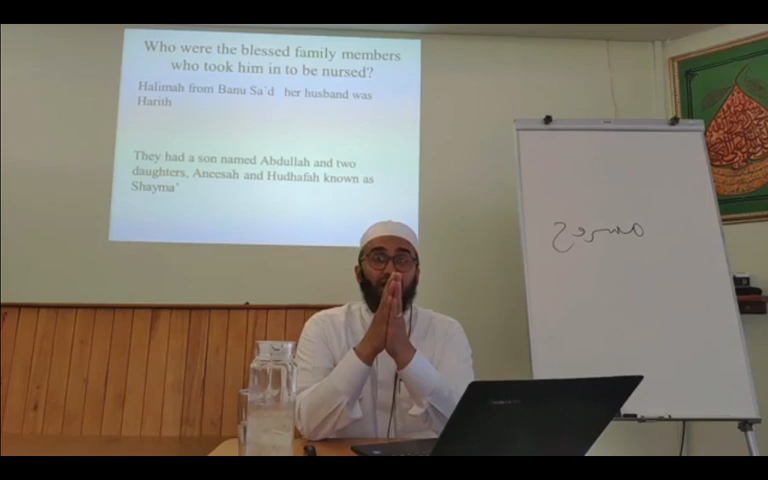 Who were the blessed family members
who took him in to be nursed?
Halimah from Banu Sa`d her husband was
Harith
They had a son named Abdullah and two
daughters, Aneesah and Hudhafah known as
Shayma'